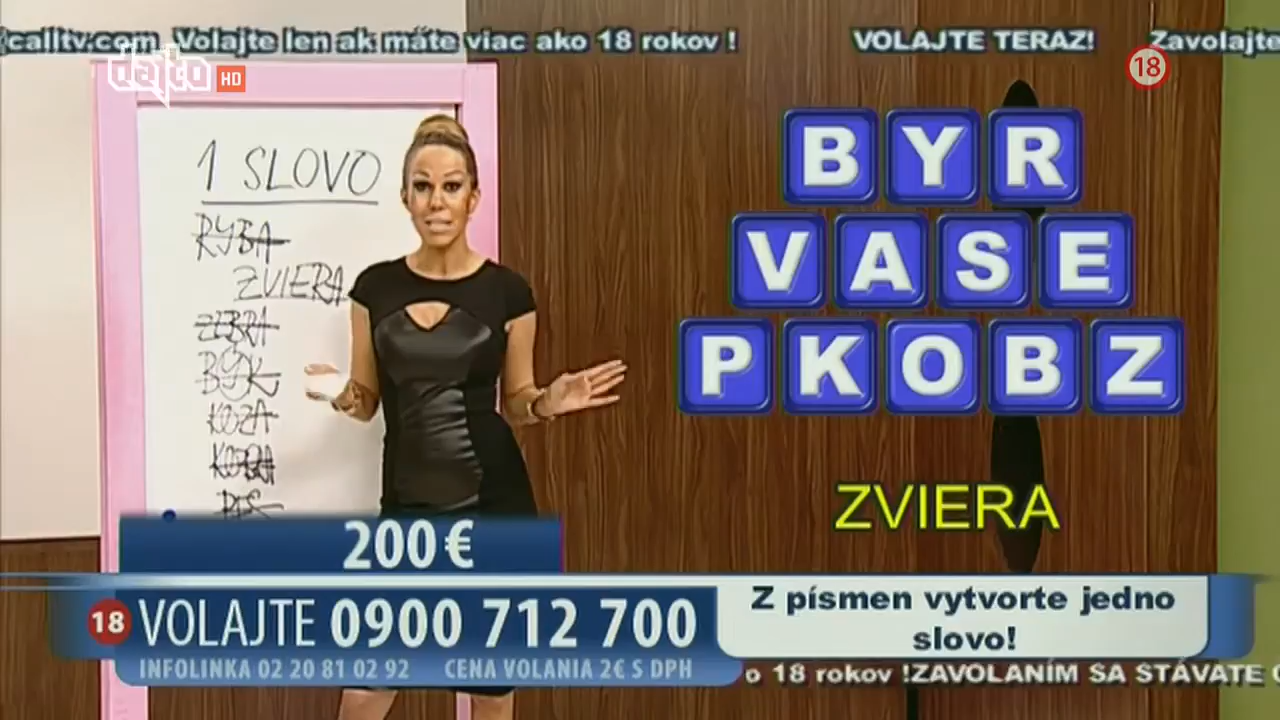 calltv.com Volajte len ak máte viac ako 18 rokov ! VOLAJTE TERAZ! Zavolajte
dajto HD
18
1 SLOVO
RYBA
ZVIERA
ZEBRA
BÝK
KOZA
KOBRA
PES
B Y R
V A S E
P K O B Z
ZVIERA
200 €
18 VOLAJTE 0900 712 700
Z písmen vytvorte jedno
slovo!
INFOLINKA 02 20 81 02 92 CENA VOLANIA 2€ S DPH
o 18 rokov !ZAVOLANÍM SA STÁVATE